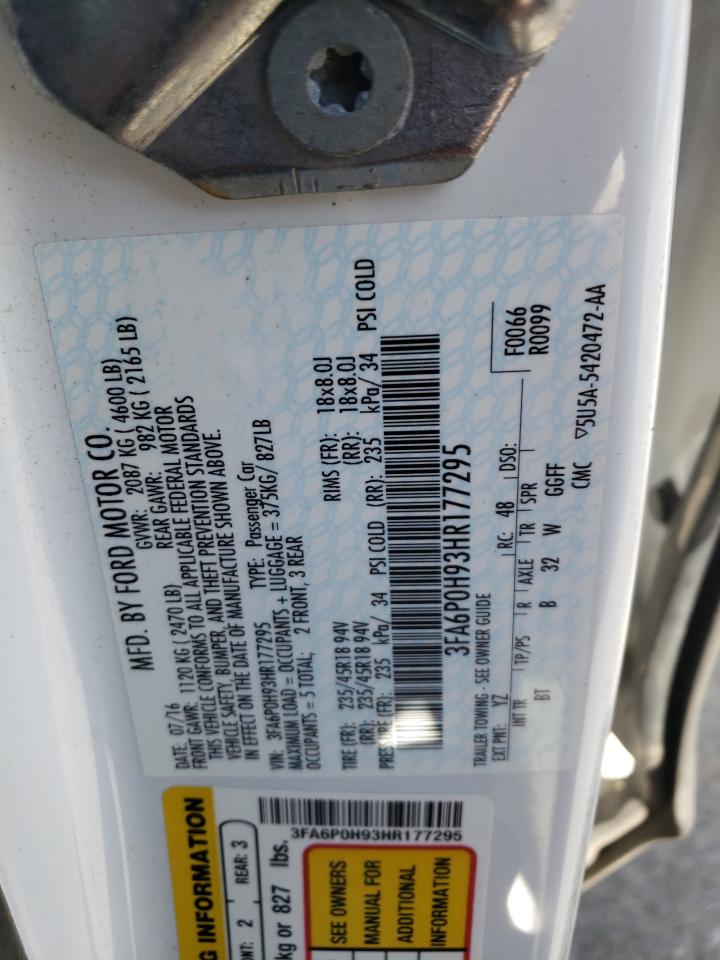 MFD. BY FORD MOTOR CO.
DATE: 07/16 GVWR: 2087 KG ( 4600 LB)
FRONT GAWR: 1120 KG ( 2470 LB) REAR GAWR: 982 KG ( 2165 LB)
THIS VEHICLE CONFORMS TO ALL APPLICABLE FEDERAL MOTOR
VEHICLE SAFETY, BUMPER, AND THEFT PREVENTION STANDARDS
IN EFFECT ON THE DATE OF MANUFACTURE SHOWN ABOVE.
VIN: 3FA6P0H93HR177295 TYPE: Passenger Car
MAXIMUM LOAD = OCCUPANTS + LUGGAGE = 375KG/ 827LB
OCCUPANTS = 5 TOTAL; 2 FRONT, 3 REAR
TIRE (FR): 235/45R18 94V RIMS (FR): 18x8.0J
(RR): 235/45R18 94V (RR): 18x8.0J
PRESSURE (FR): 235 kPa/ 34 PSI COLD (RR): 235 kPa/ 34 PSI COLD
3FA6P0H93HR177295
TRAILER TOWING - SEE OWNER GUIDE
EXT PNT: YZ RC: 48 DSO: F0066
R0099
INT TR TP/PS R AXLE TR SPR
BT B 32 W GGFF
CMC ▽5U5A-5420472-AA
3FA6P0H93HR177295
G INFORMATION
ONT: 2 REAR: 3
kg or 827 lbs.
SEE OWNERS
MANUAL FOR
ADDITIONAL
INFORMATION